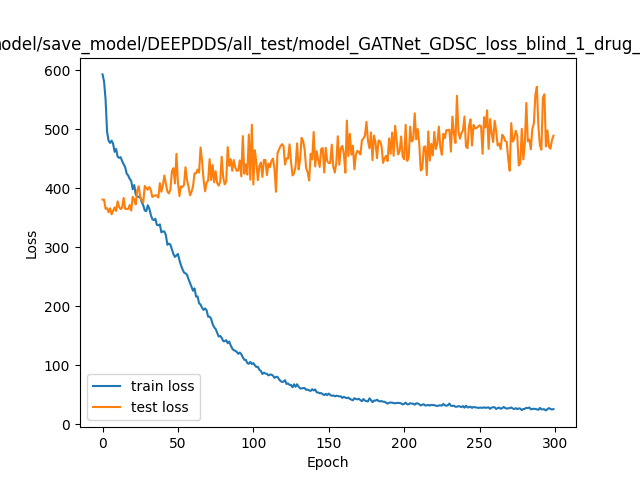 model/save_model/DEEPDDS/all_test/model_GATNet_GDSC_loss_blind_1_drug_
600
500
400
300
200
100
0
Loss
train loss
test loss
0 50 100 150 200 250 300
Epoch